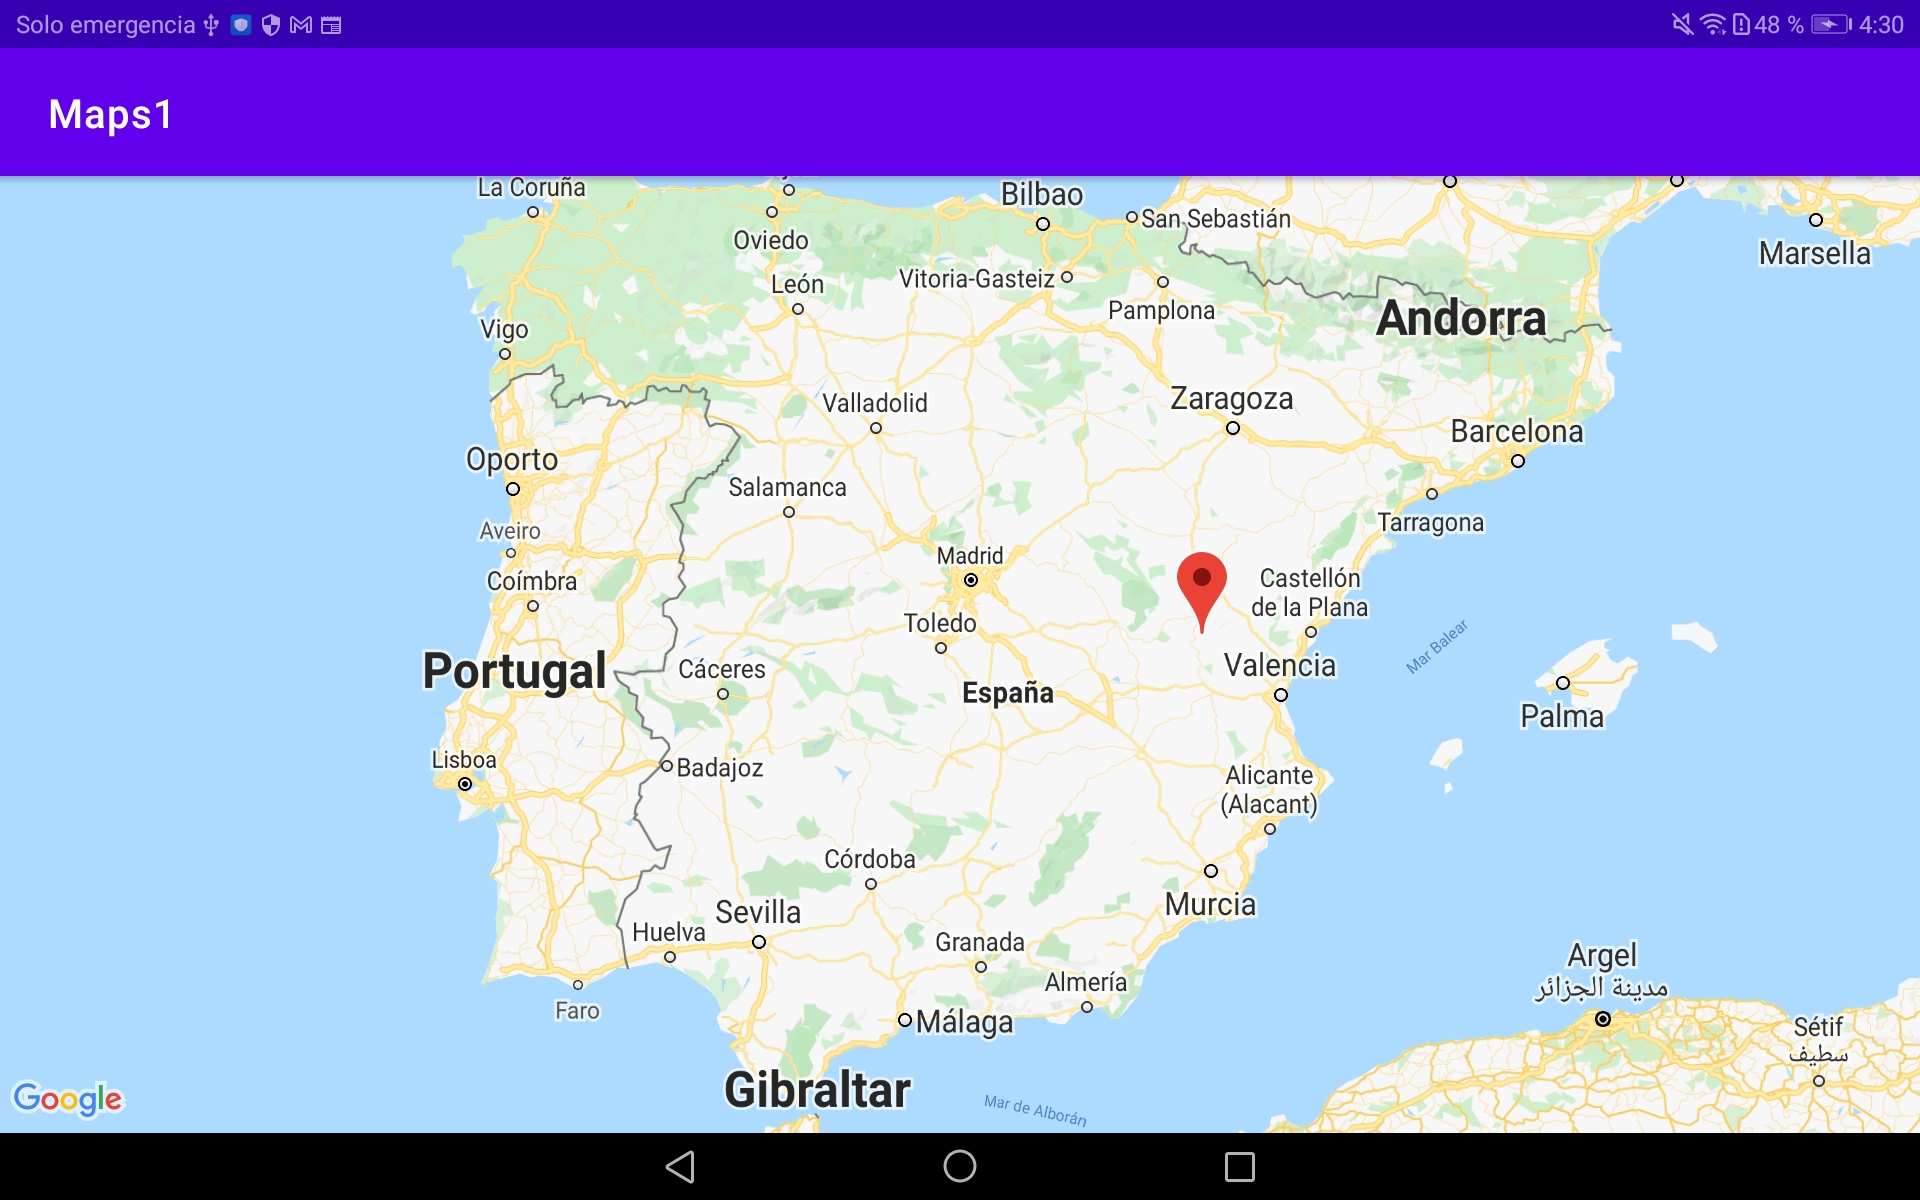 Solo emergencia
48 %
4:30
Maps1
La Coruña
Bilbao
San Sebastián
Oviedo
Marsella
Vitoria-Gasteiz
León
Pamplona
Andorra
Vigo
Zaragoza
Valladolid
Barcelona
Oporto
Salamanca
Tarragona
Aveiro
Madrid
Coímbra
Castellón
de la Plana
Toledo
Mar Balear
Portugal
Cáceres
Valencia
España
Palma
Lisboa
Badajoz
Alicante
(Alacant)
Córdoba
Murcia
Sevilla
Huelva
Granada
Argel
مدينة الجزائر
Almería
Faro
Málaga
Sétif
سطيف
Gibraltar
Google
Mar de Alborán